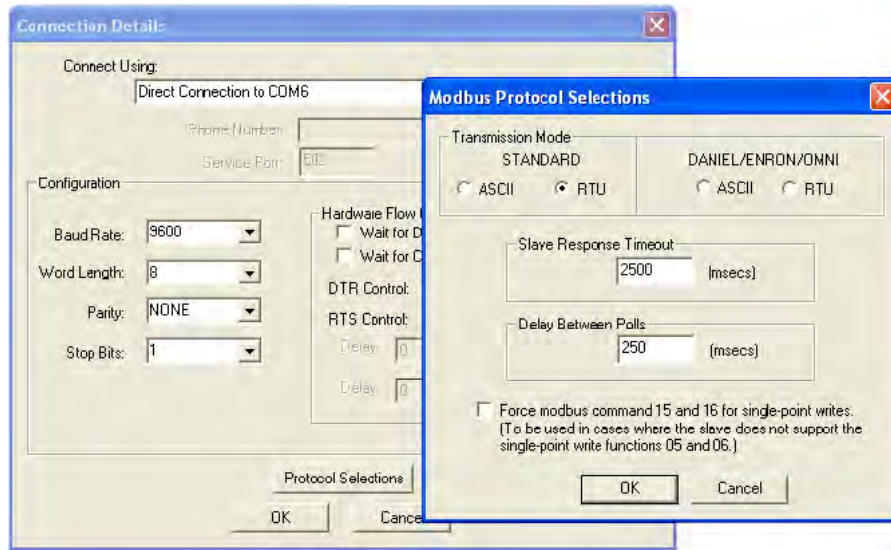 Connection Details
Connect Using:
Direct Connection to COM6
Phone Number:
Service Port: 502
Configuration
Baud Rate: 9600
Word Length: 8
Parity: NONE
Stop Bits: 1
Hardware Flow
Wait for D
Wait for C
DTR Control:
RTS Control:
Delay: 0
Delay: 0
Protocol Selections
OK
Cance
Modbus Protocol Selections
Transmission Mode
STANDARD DANIEL/ENRON/OMNI
ASCII RTU ASCII RTU
Slave Response Timeout
2500 (msecs)
Delay Between Polls
250 (msecs)
Force modbus command 15 and 16 for single-point writes.
(To be used in cases where the slave does not support the
single-point write functions 05 and 06.)
OK Cancel